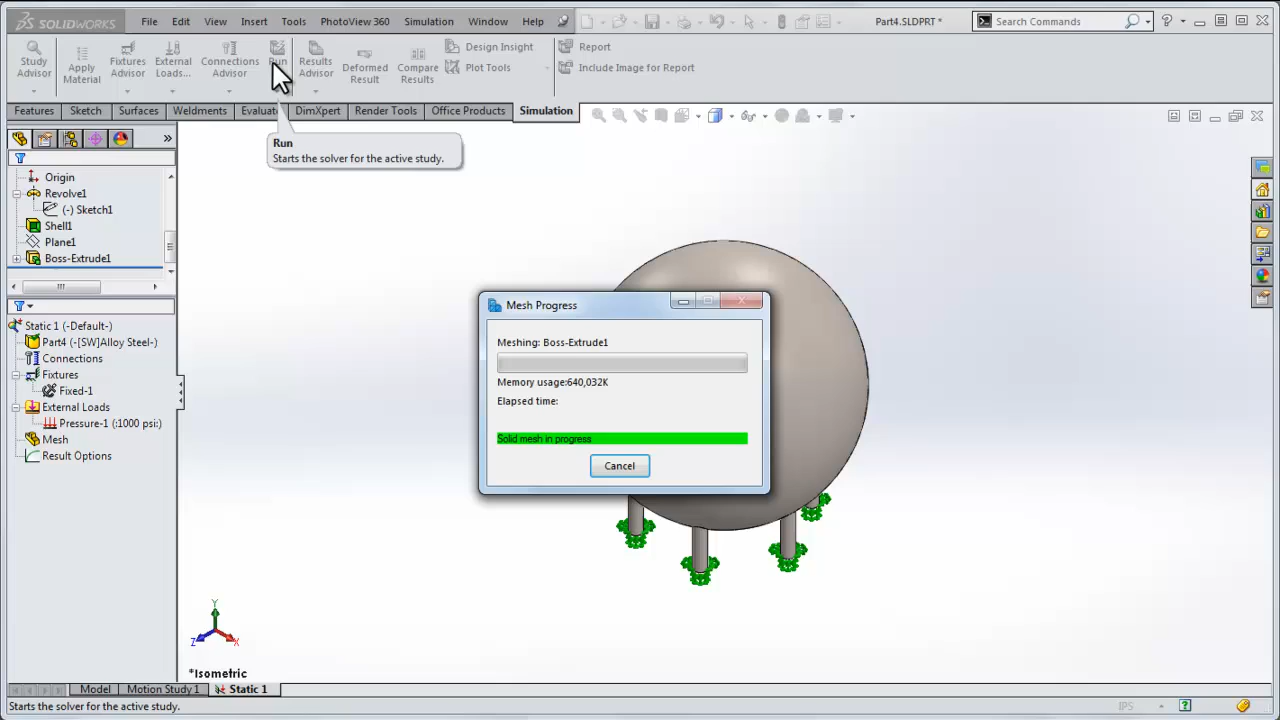 SOLIDWORKS File Edit View Insert Tools PhotoView 360 Simulation Window Help Part4.SLDPRT * Search Commands
Study Advisor
Apply Material
Fixtures Advisor
External Loads...
Connections Advisor
Run
Results Advisor
Deformed Result
Compare Results
Design Insight
Plot Tools
Report
Include Image for Report
Features Sketch Surfaces Weldments Evaluate DimXpert Render Tools Office Products Simulation
Run
Starts the solver for the active study.
Origin
Revolve1
(-) Sketch1
Shell1
Plane1
Boss-Extrude1
Static 1 (-Default-)
Part4 (-[SW]Alloy Steel-)
Connections
Fixtures
Fixed-1
External Loads
Pressure-1 (:1000 psi:)
Mesh
Result Options
Mesh Progress
Meshing: Boss-Extrude1
Memory usage:640,032K
Elapsed time:
Solid mesh in progress
Cancel
Y
Z
X
*Isometric
Model Motion Study 1 Static 1
Starts the solver for the active study. IPS